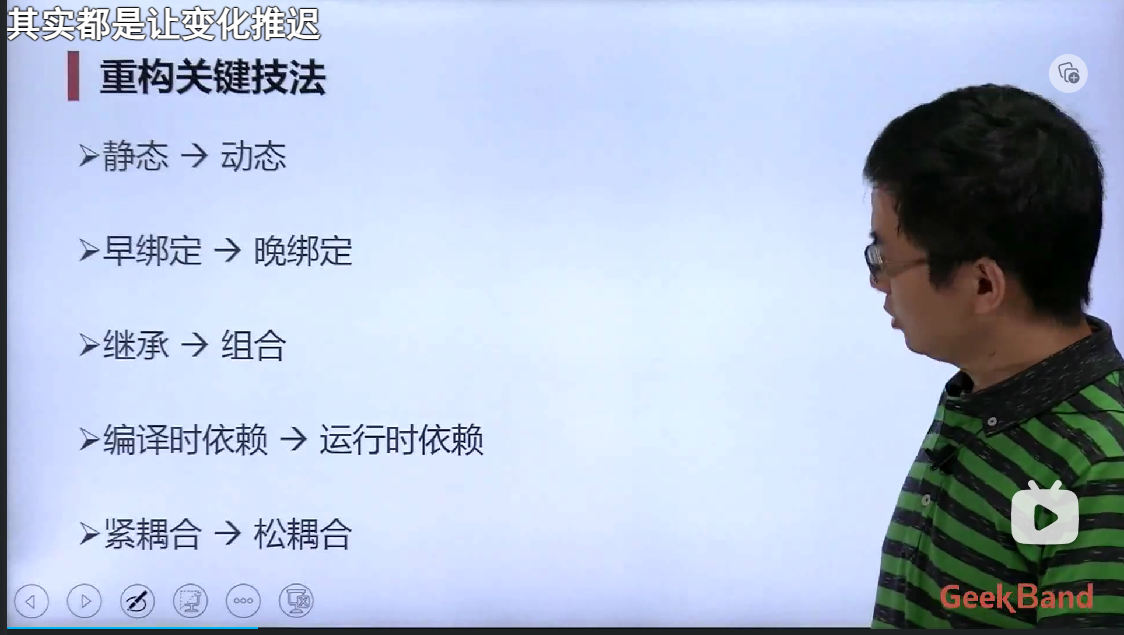 其实都是让变化推迟
重构关键技法
➢静态 → 动态
➢早绑定 → 晚绑定
➢继承 → 组合
➢编译时依赖 → 运行时依赖
➢紧耦合 → 松耦合
GeekBand